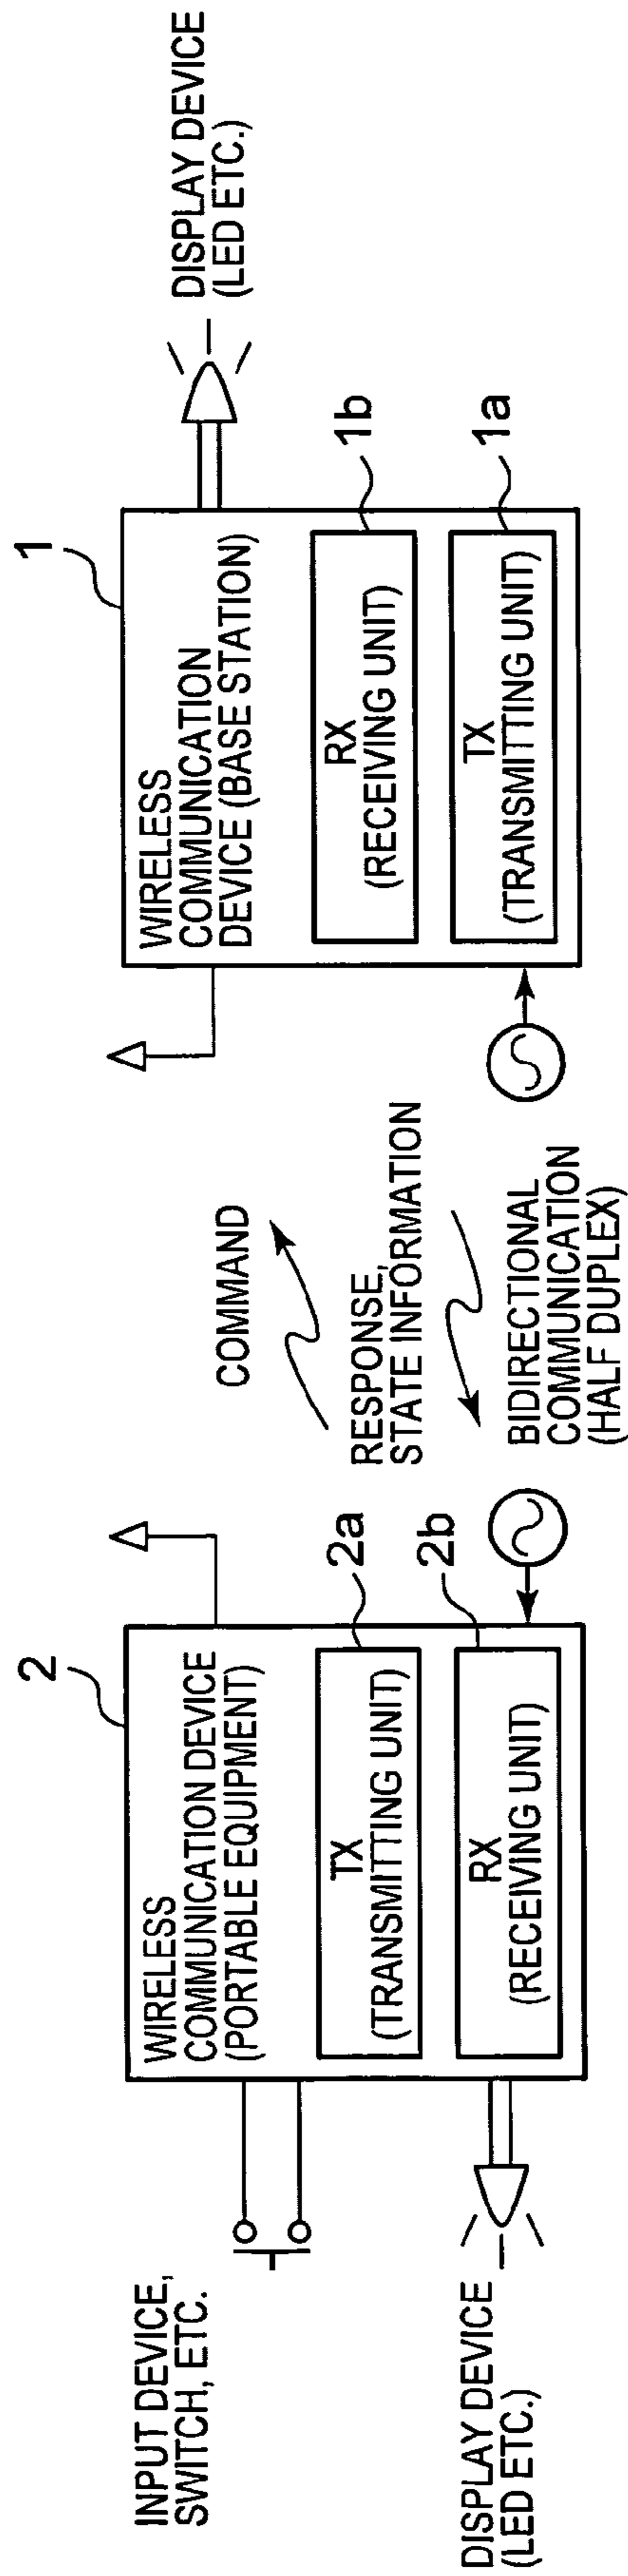 INPUT DEVICE,
SWITCH, ETC.
DISPLAY DEVICE
(LED ETC.)
2
WIRELESS
COMMUNICATION DEVICE
(PORTABLE EQUIPMENT)
TX
(TRANSMITTING UNIT)
2a
RX
(RECEIVING UNIT)
2b
COMMAND
RESPONSE,
STATE INFORMATION
BIDIRECTIONAL
COMMUNICATION
(HALF DUPLEX)
1
WIRELESS
COMMUNICATION
DEVICE (BASE STATION)
RX
(RECEIVING UNIT)
1b
TX
(TRANSMITTING UNIT)
1a
DISPLAY DEVICE
(LED ETC.)